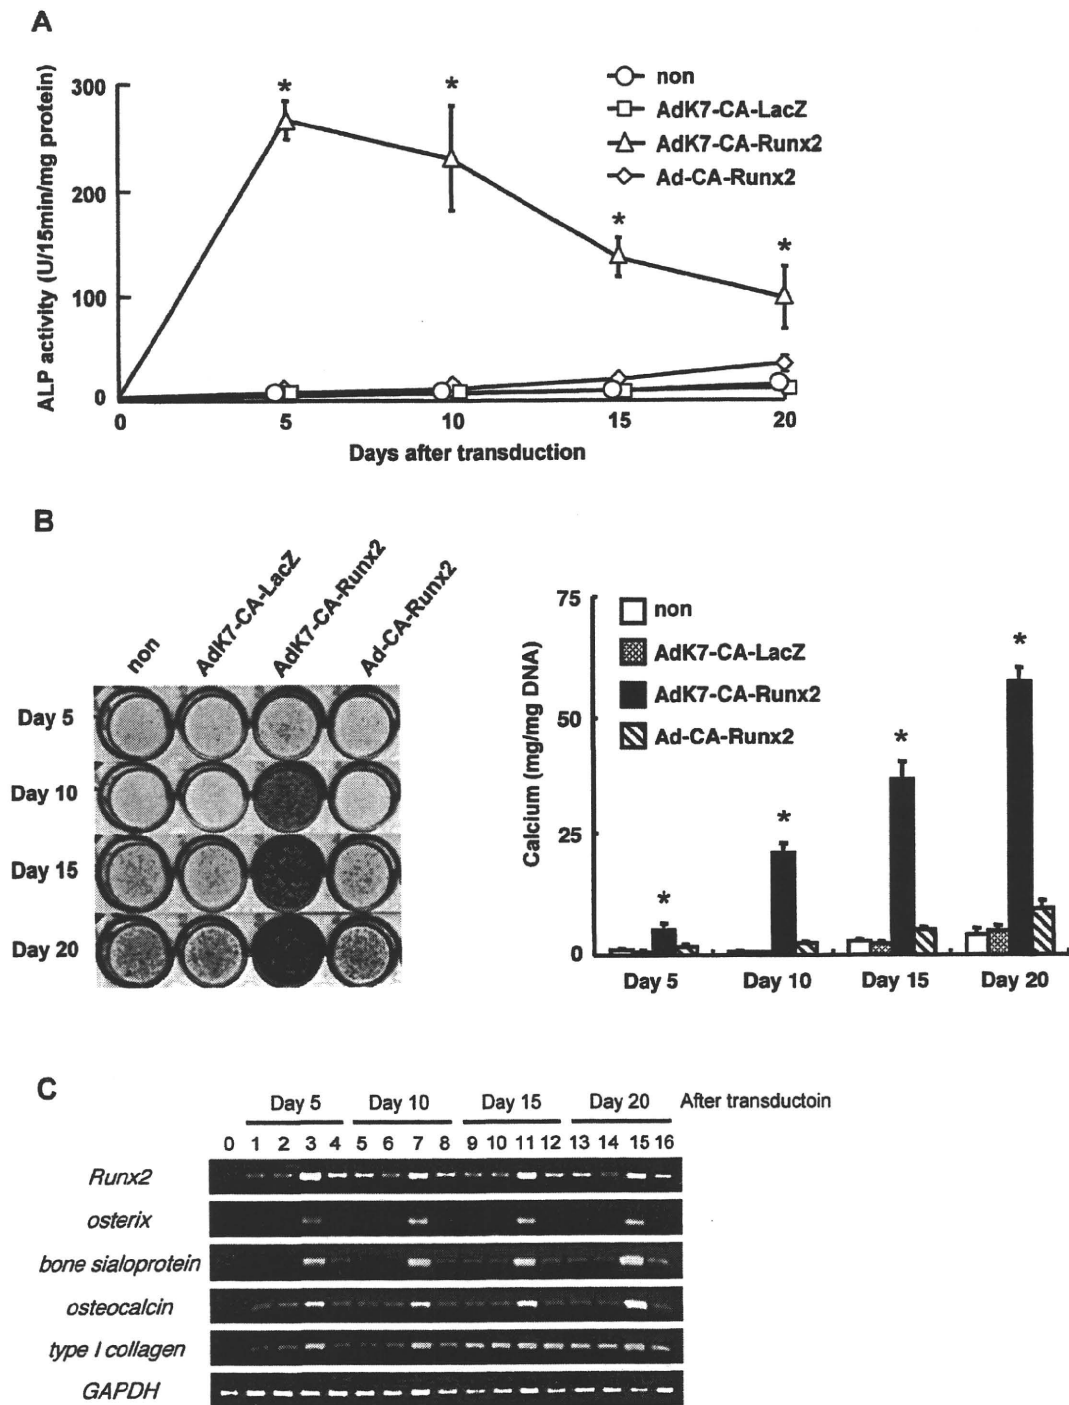 A
300
200
100
0
ALP activity (U/15min/mg protein)
0
5
10
15
20
Days after transduction
non
AdK7-CA-LacZ
AdK7-CA-Runx2
Ad-CA-Runx2
*
*
*
*
B
non
AdK7-CA-LacZ
AdK7-CA-Runx2
Ad-CA-Runx2
Day 5
Day 10
Day 15
Day 20
75
50
25
0
Calcium (mg/mg DNA)
non
AdK7-CA-LacZ
AdK7-CA-Runx2
Ad-CA-Runx2
*
*
*
*
Day 5
Day 10
Day 15
Day 20
C
Day 5 Day 10 Day 15 Day 20 After transductoin
0 1 2 3 4 5 6 7 8 9 10 11 12 13 14 15 16
Runx2
osterix
bone sialoprotein
osteocalcin
type I collagen
GAPDH